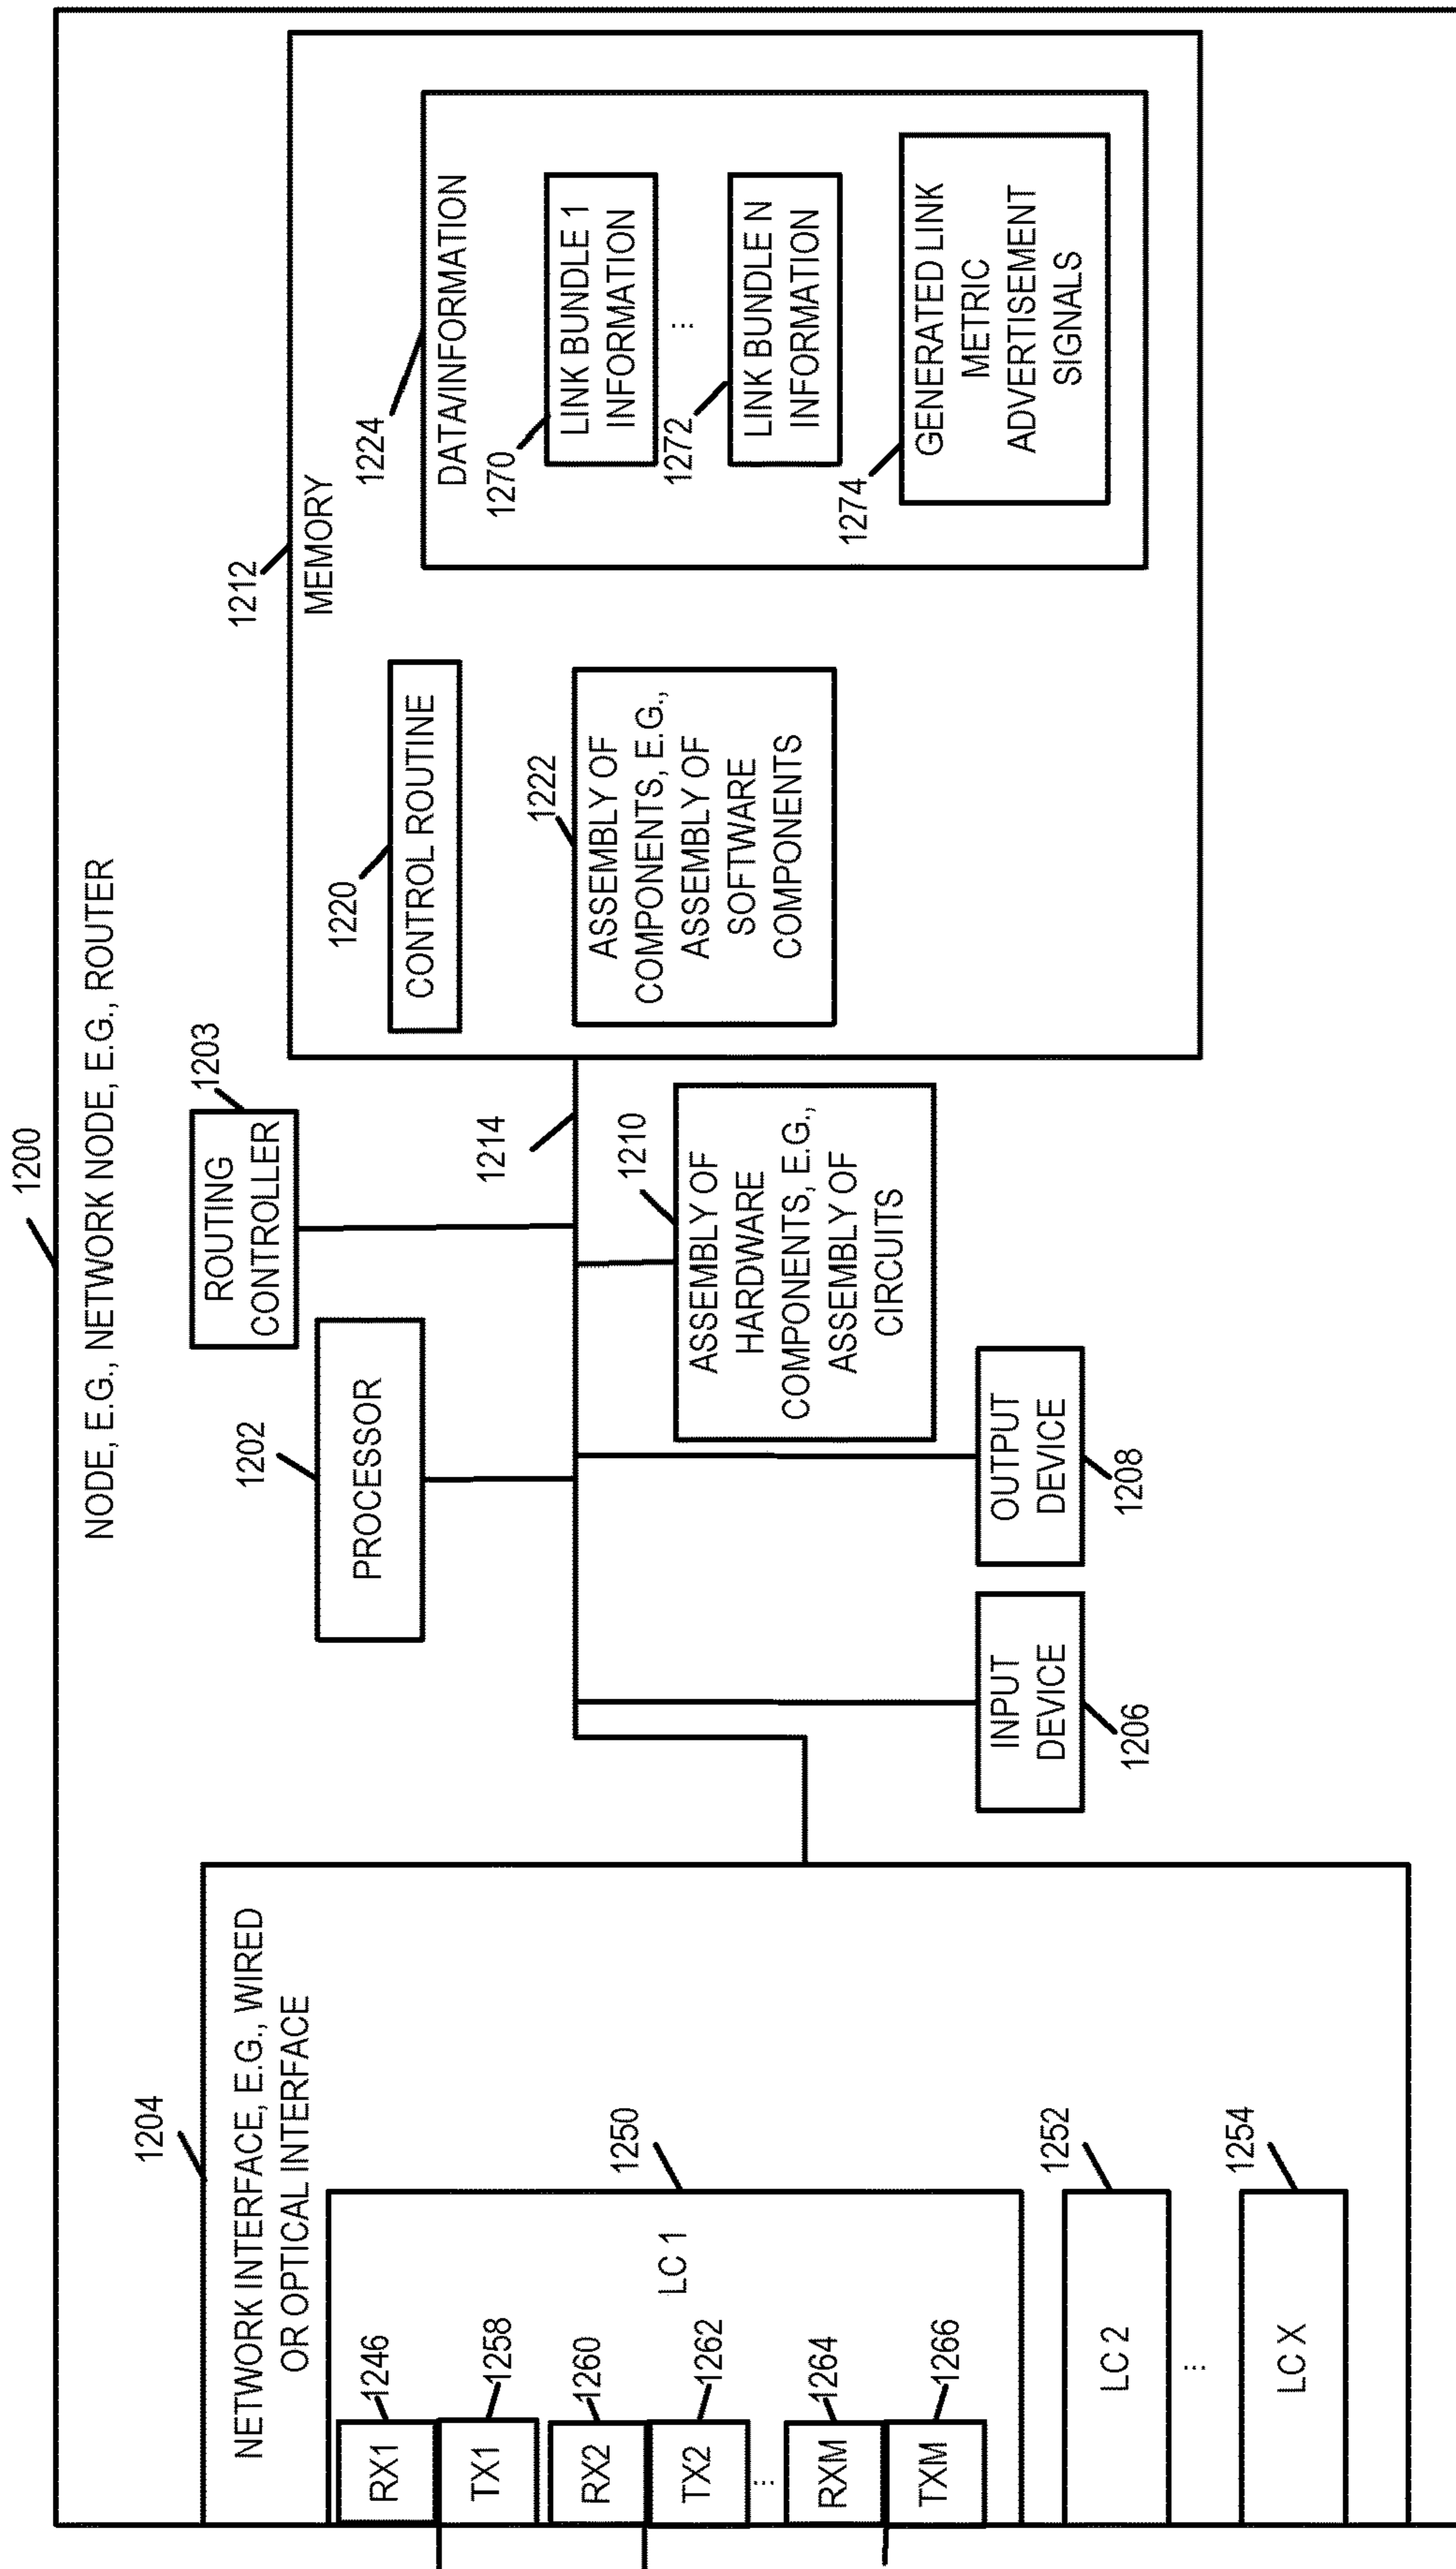 1200
NODE, E.G., NETWORK NODE, E.G., ROUTER
1204
NETWORK INTERFACE, E.G., WIRED
OR OPTICAL INTERFACE
RX1
1246
TX1
1258
RX2
1260
TX2
1262
...
RXM
1264
TXM
1266
LC 1
1250
LC 2
1252
...
LC X
1254
1202
PROCESSOR
1203
ROUTING
CONTROLLER
1214
1210
ASSEMBLY OF
HARDWARE
COMPONENTS, E.G.,
ASSEMBLY OF
CIRCUITS
INPUT
DEVICE
1206
OUTPUT
DEVICE
1208
1212
MEMORY
1220
CONTROL ROUTINE
1222
ASSEMBLY OF
COMPONENTS, E.G.,
ASSEMBLY OF
SOFTWARE
COMPONENTS
1224
DATA/INFORMATION
1270
LINK BUNDLE 1
INFORMATION
...
1272
LINK BUNDLE N
INFORMATION
1274
GENERATED LINK
METRIC
ADVERTISEMENT
SIGNALS